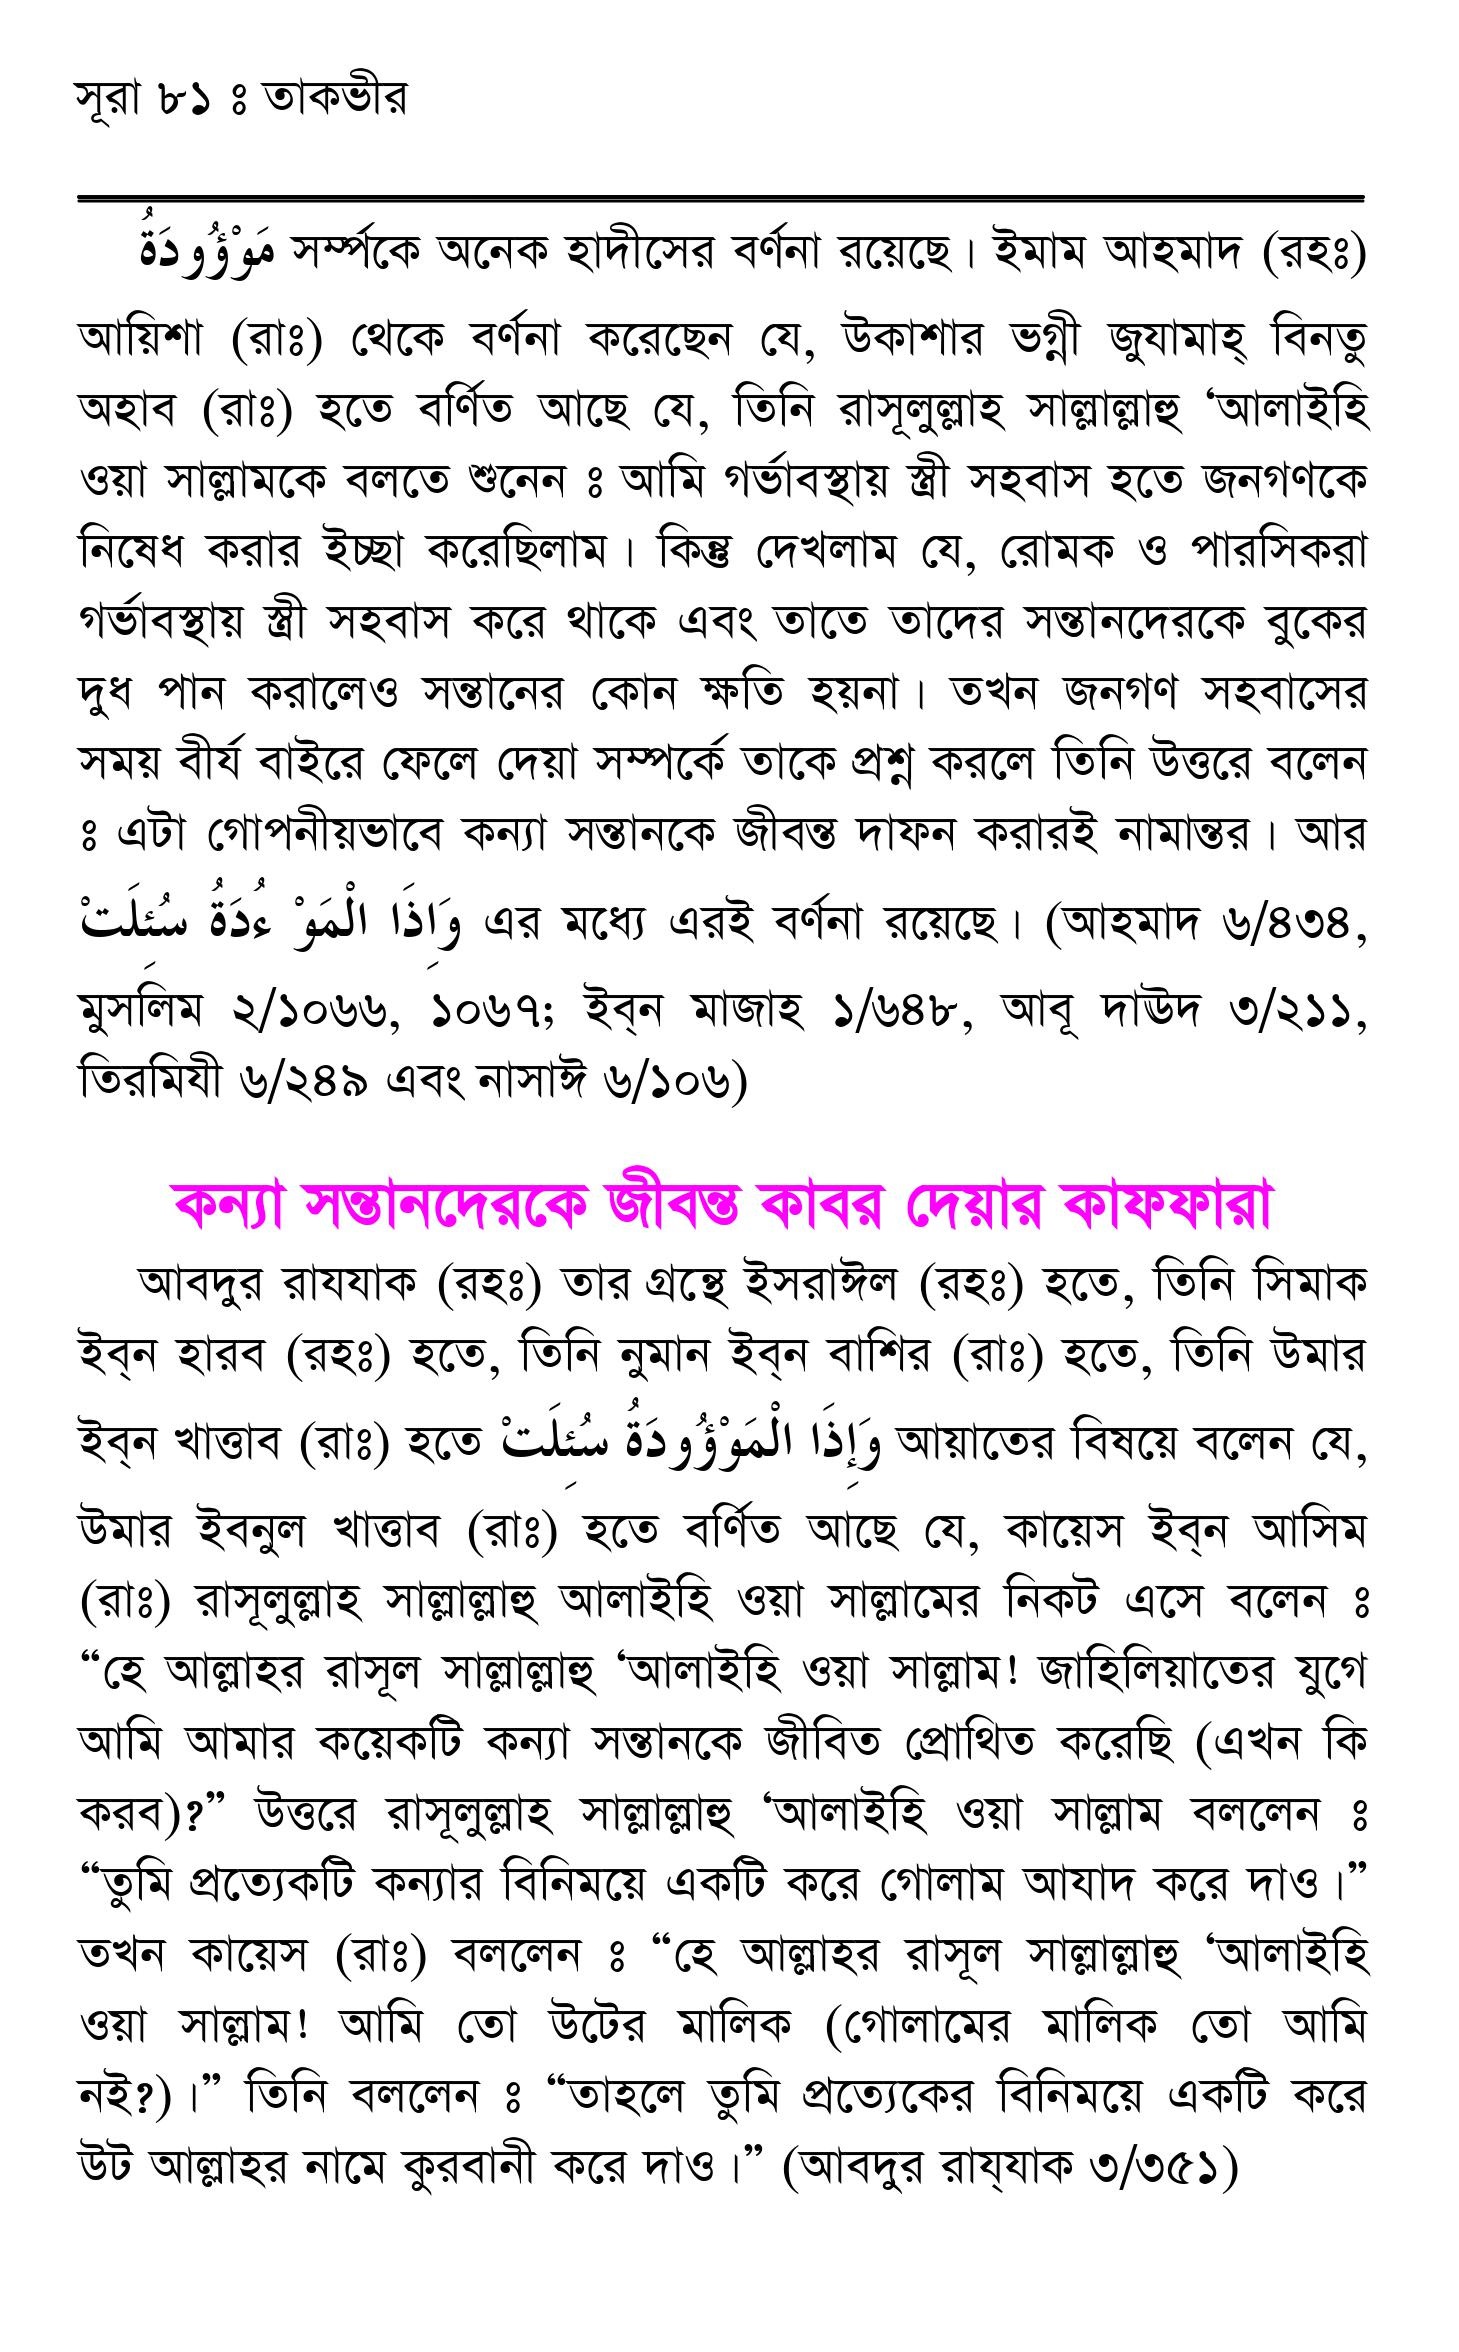 সূরা ৮১ ঃ তাকভীর
مَوْؤُودَةُ সর্ম্পকে অনেক হাদীসের বর্ণনা রয়েছে। ইমাম আহমাদ (রহঃ)
আয়িশা (রাঃ) থেকে বর্ণনা করেছেন যে, উকাশার ভগ্নী জুযামাহ্ বিনতু
অহাব (রাঃ) হতে বর্ণিত আছে যে, তিনি রাসূলুল্লাহ সাল্লাল্লাহু ‘আলাইহি
ওয়া সাল্লামকে বলতে শুনেন ঃ আমি গর্ভাবস্থায় স্ত্রী সহবাস হতে জনগণকে
নিষেধ করার ইচ্ছা করেছিলাম। কিন্তু দেখলাম যে, রোমক ও পারসিকরা
গর্ভাবস্থায় স্ত্রী সহবাস করে থাকে এবং তাতে তাদের সন্তানদেরকে বুকের
দুধ পান করালেও সন্তানের কোন ক্ষতি হয়না। তখন জনগণ সহবাসের
সময় বীর্য বাইরে ফেলে দেয়া সম্পর্কে তাকে প্রশ্ন করলে তিনি উত্তরে বলেন
ঃ এটা গোপনীয়ভাবে কন্যা সন্তানকে জীবন্ত দাফন করারই নামান্তর। আর
وَاِذَا الْمَوْ ءُدَةُ سُئِلَتْ এর মধ্যে এরই বর্ণনা রয়েছে। (আহমাদ ৬/৪৩৪,
মুসলিম ২/১০৬৬, ১০৬৭; ইব্‌ন মাজাহ ১/৬৪৮, আবূ দাউদ ৩/২১১,
তিরমিযী ৬/২৪৯ এবং নাসাঈ ৬/১০৬)
কন্যা সন্তানদেরকে জীবন্ত কাবর দেয়ার কাফফারা
আবদুর রাযযাক (রহঃ) তার গ্রন্থে ইসরাঈল (রহঃ) হতে, তিনি সিমাক
ইব্‌ন হারব (রহঃ) হতে, তিনি নুমান ইব্‌ন বাশির (রাঃ) হতে, তিনি উমার
ইব্‌ন খাত্তাব (রাঃ) হতে وَإِذَا الْمَوْؤُودَةُ سُئِلَتْ আয়াতের বিষয়ে বলেন যে,
উমার ইবনুল খাত্তাব (রাঃ) হতে বর্ণিত আছে যে, কায়েস ইব্‌ন আসিম
(রাঃ) রাসূলুল্লাহ সাল্লাল্লাহু আলাইহি ওয়া সাল্লামের নিকট এসে বলেন ঃ
“হে আল্লাহর রাসূল সাল্লাল্লাহু ‘আলাইহি ওয়া সাল্লাম! জাহিলিয়াতের যুগে
আমি আমার কয়েকটি কন্যা সন্তানকে জীবিত প্রোথিত করেছি (এখন কি
করব)?” উত্তরে রাসূলুল্লাহ সাল্লাল্লাহু ‘আলাইহি ওয়া সাল্লাম বললেন ঃ
“তুমি প্রত্যেকটি কন্যার বিনিময়ে একটি করে গোলাম আযাদ করে দাও।”
তখন কায়েস (রাঃ) বললেন ঃ “হে আল্লাহর রাসূল সাল্লাল্লাহু ‘আলাইহি
ওয়া সাল্লাম! আমি তো উটের মালিক (গোলামের মালিক তো আমি
নই?)।” তিনি বললেন ঃ “তাহলে তুমি প্রত্যেকের বিনিময়ে একটি করে
উট আল্লাহর নামে কুরবানী করে দাও।” (আবদুর রায্‌যাক ৩/৩৫১)